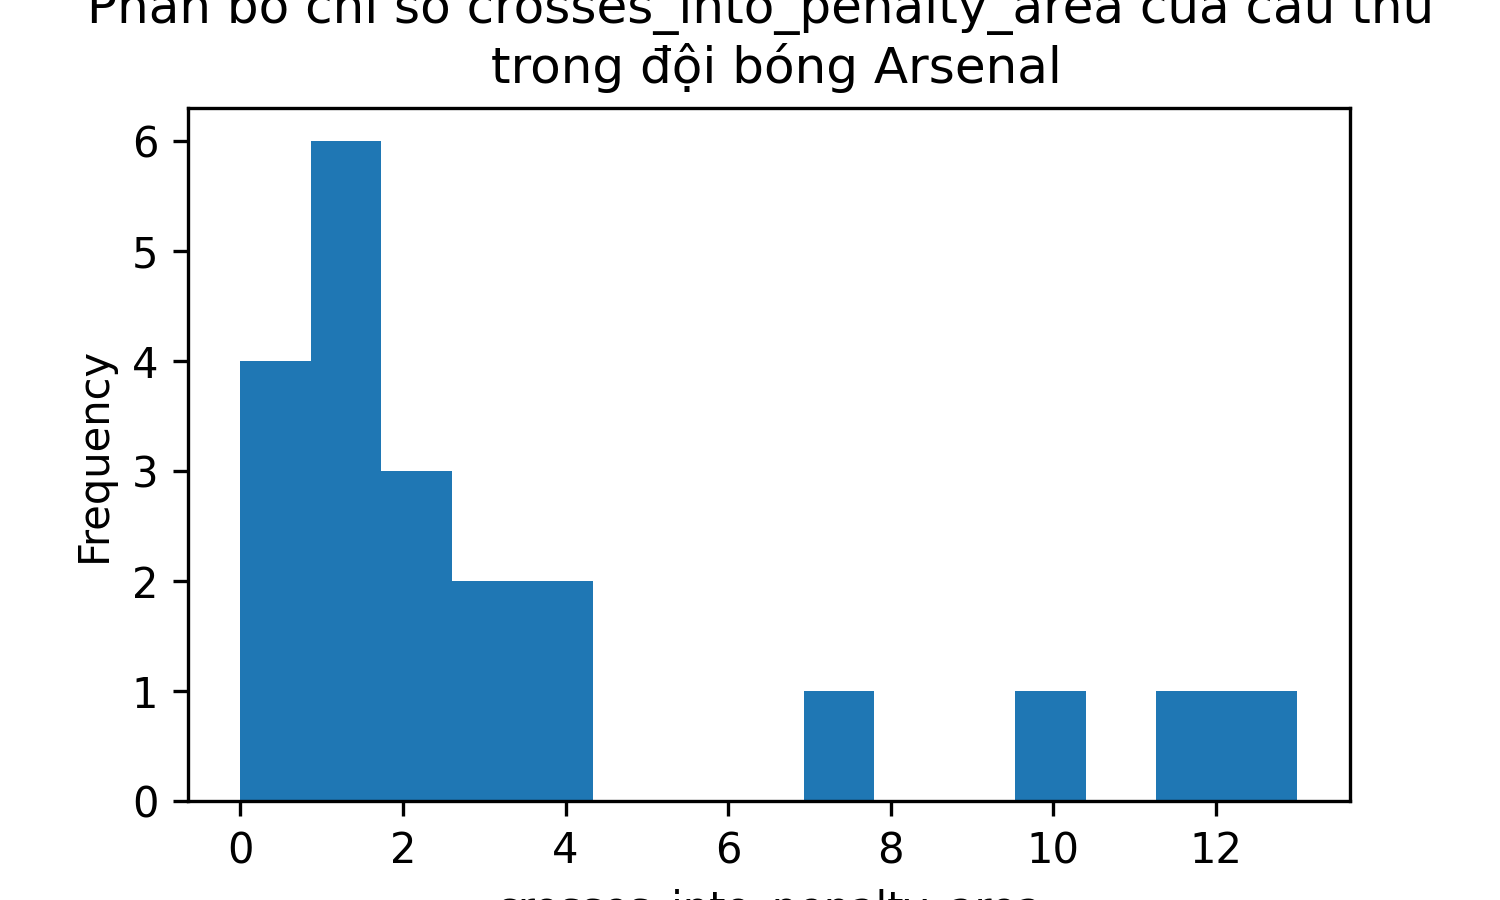 Phân bố chỉ số crosses_into_penalty_area của cầu thủ
trong đội bóng Arsenal
6
5
4
3
2
1
0
Frequency
0 2 4 6 8 10 12
crosses_into_penalty_area